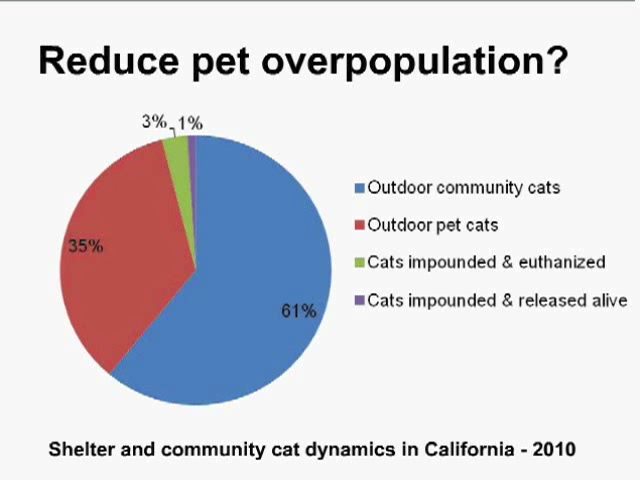 Reduce pet overpopulation?
3% 1%
Outdoor community cats
Outdoor pet cats
35%
Cats impounded & euthanized
Cats impounded & released alive
61%
Shelter and community cat dynamics in California - 2010